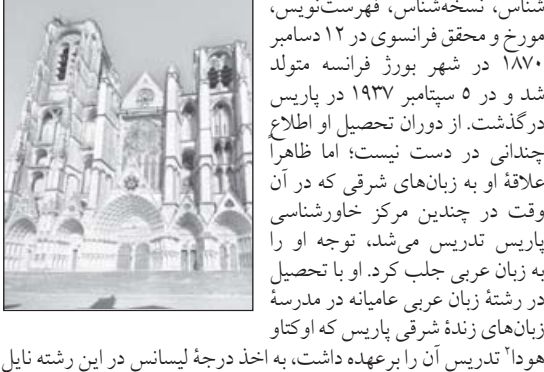 شناس، نسخه‌شناس، فهرست‌نویس،
مورخ و محقق فرانسوی در ۱۲ دسامبر
۱۸۷۰ در شهر بورژ فرانسه متولد
شد و در ۵ سپتامبر ۱۹۳۷ در پاریس
درگذشت. از دوران تحصیل او اطلاع
چندانی در دست نیست؛ اما ظاهراً
علاقهٔ او به زبان‌های شرقی که در آن
وقت در چندین مرکز خاورشناسی
پاریس تدریس می‌شد، توجه او را
به زبان عربی جلب کرد. او با تحصیل
در رشتهٔ زبان عربی عامیانه در مدرسهٔ
زبان‌های زندهٔ شرقی پاریس که اوکتاو
هودا۲ تدریس آن را برعهده داشت، به اخذ درجهٔ لیسانس در این رشته نایل